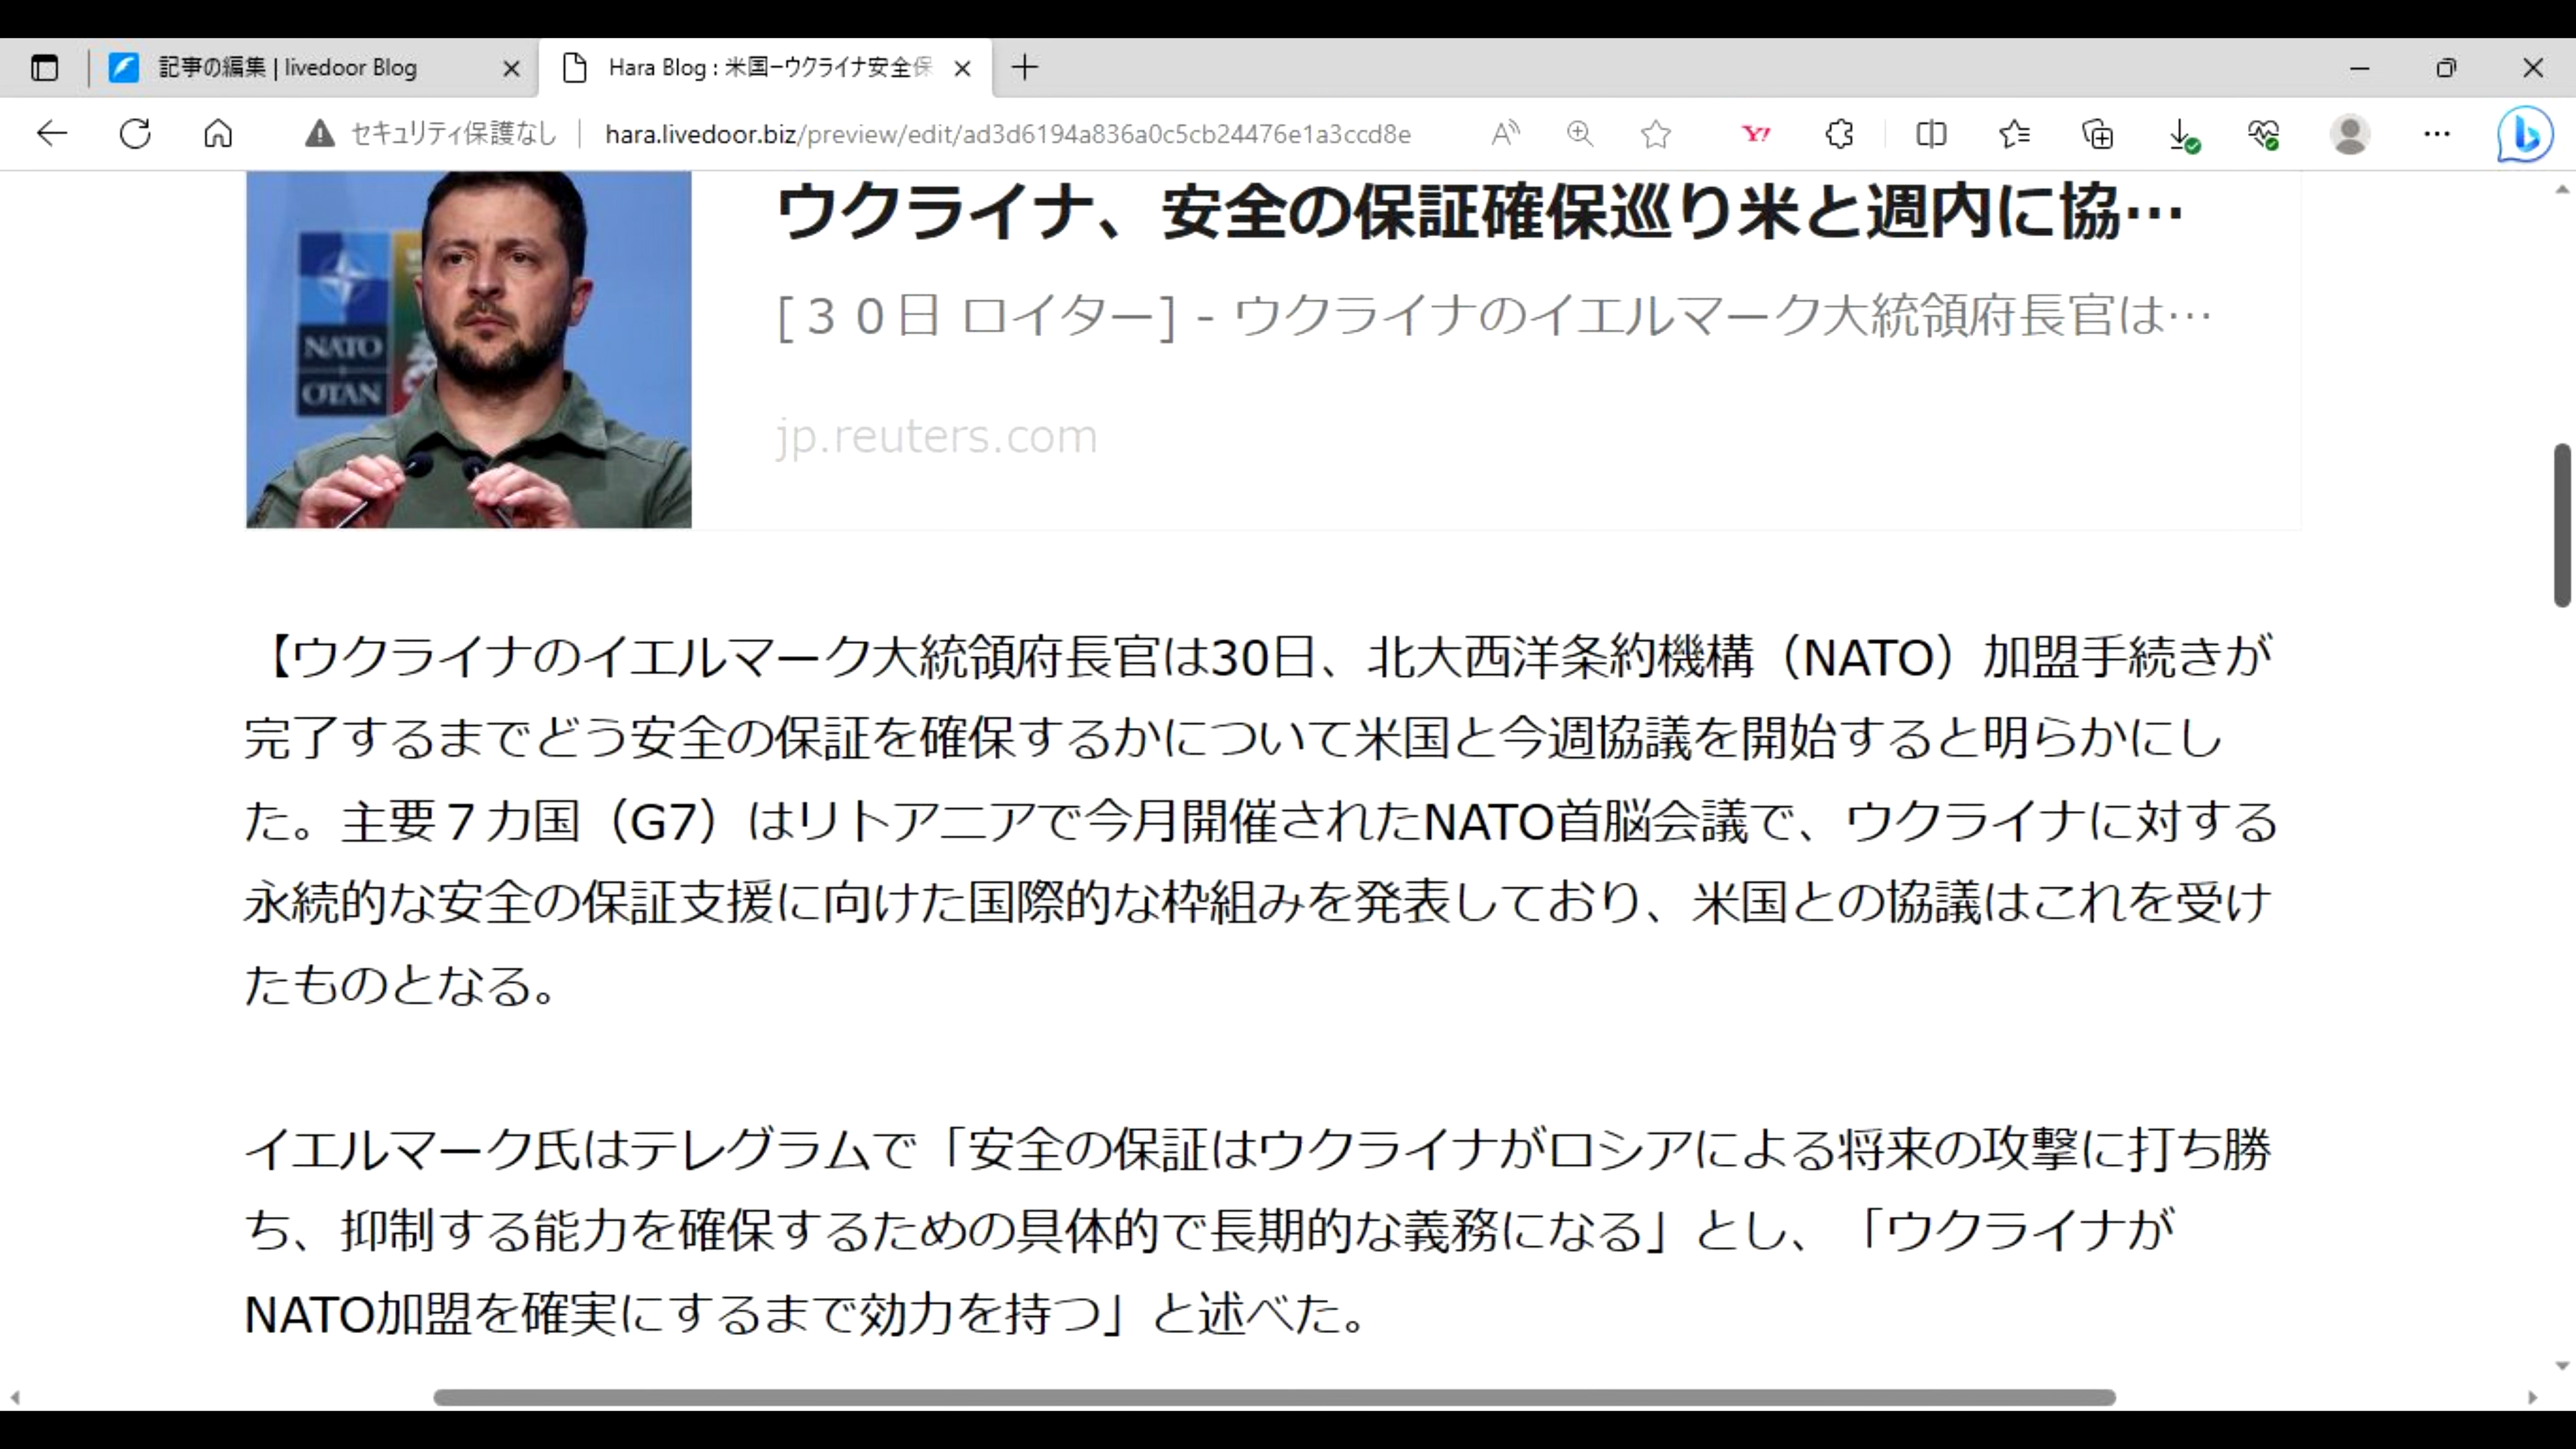 記事の編集 | livedoor Blog
Hara Blog : 米国−ウクライナ安全保
セキュリティ保護なし
hara.livedoor.biz/preview/edit/ad3d6194a836a0c5cb24476e1a3ccd8e
ウクライナ、安全の保証確保巡り米と週内に協…
[３０日 ロイター] - ウクライナのイエルマーク大統領府長官は…
jp.reuters.com
NATO
OTAN
【ウクライナのイエルマーク大統領府長官は30日、北大西洋条約機構（NATO）加盟手続きが
完了するまでどう安全の保証を確保するかについて米国と今週協議を開始すると明らかにし
た。主要７カ国（G7）はリトアニアで今月開催されたNATO首脳会議で、ウクライナに対する
永続的な安全の保証支援に向けた国際的な枠組みを発表しており、米国との協議はこれを受け
たものとなる。
イエルマーク氏はテレグラムで「安全の保証はウクライナがロシアによる将来の攻撃に打ち勝
ち、抑制する能力を確保するための具体的で長期的な義務になる」とし、「ウクライナが
NATO加盟を確実にするまで効力を持つ」と述べた。